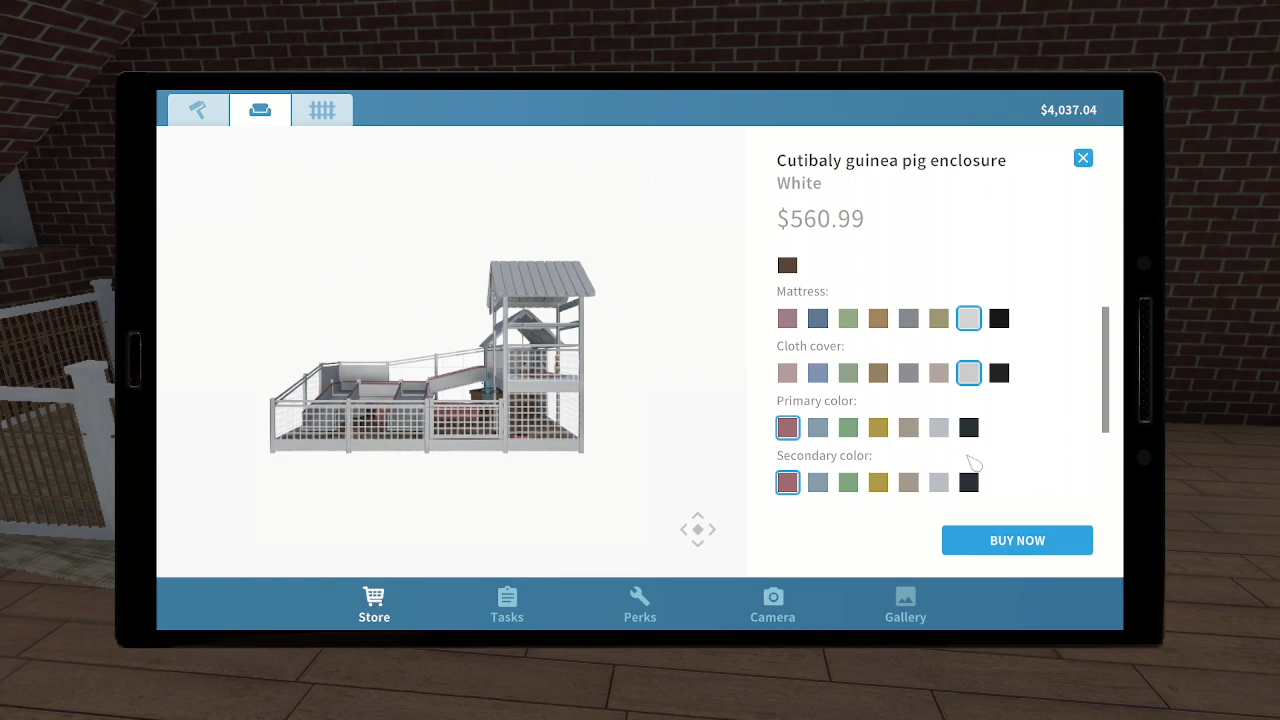 $4,037.04
Cutibaly guinea pig enclosure
White
$560.99
Mattress:
Cloth cover:
Primary color:
Secondary color:
BUY NOW
Store
Tasks
Perks
Camera
Gallery